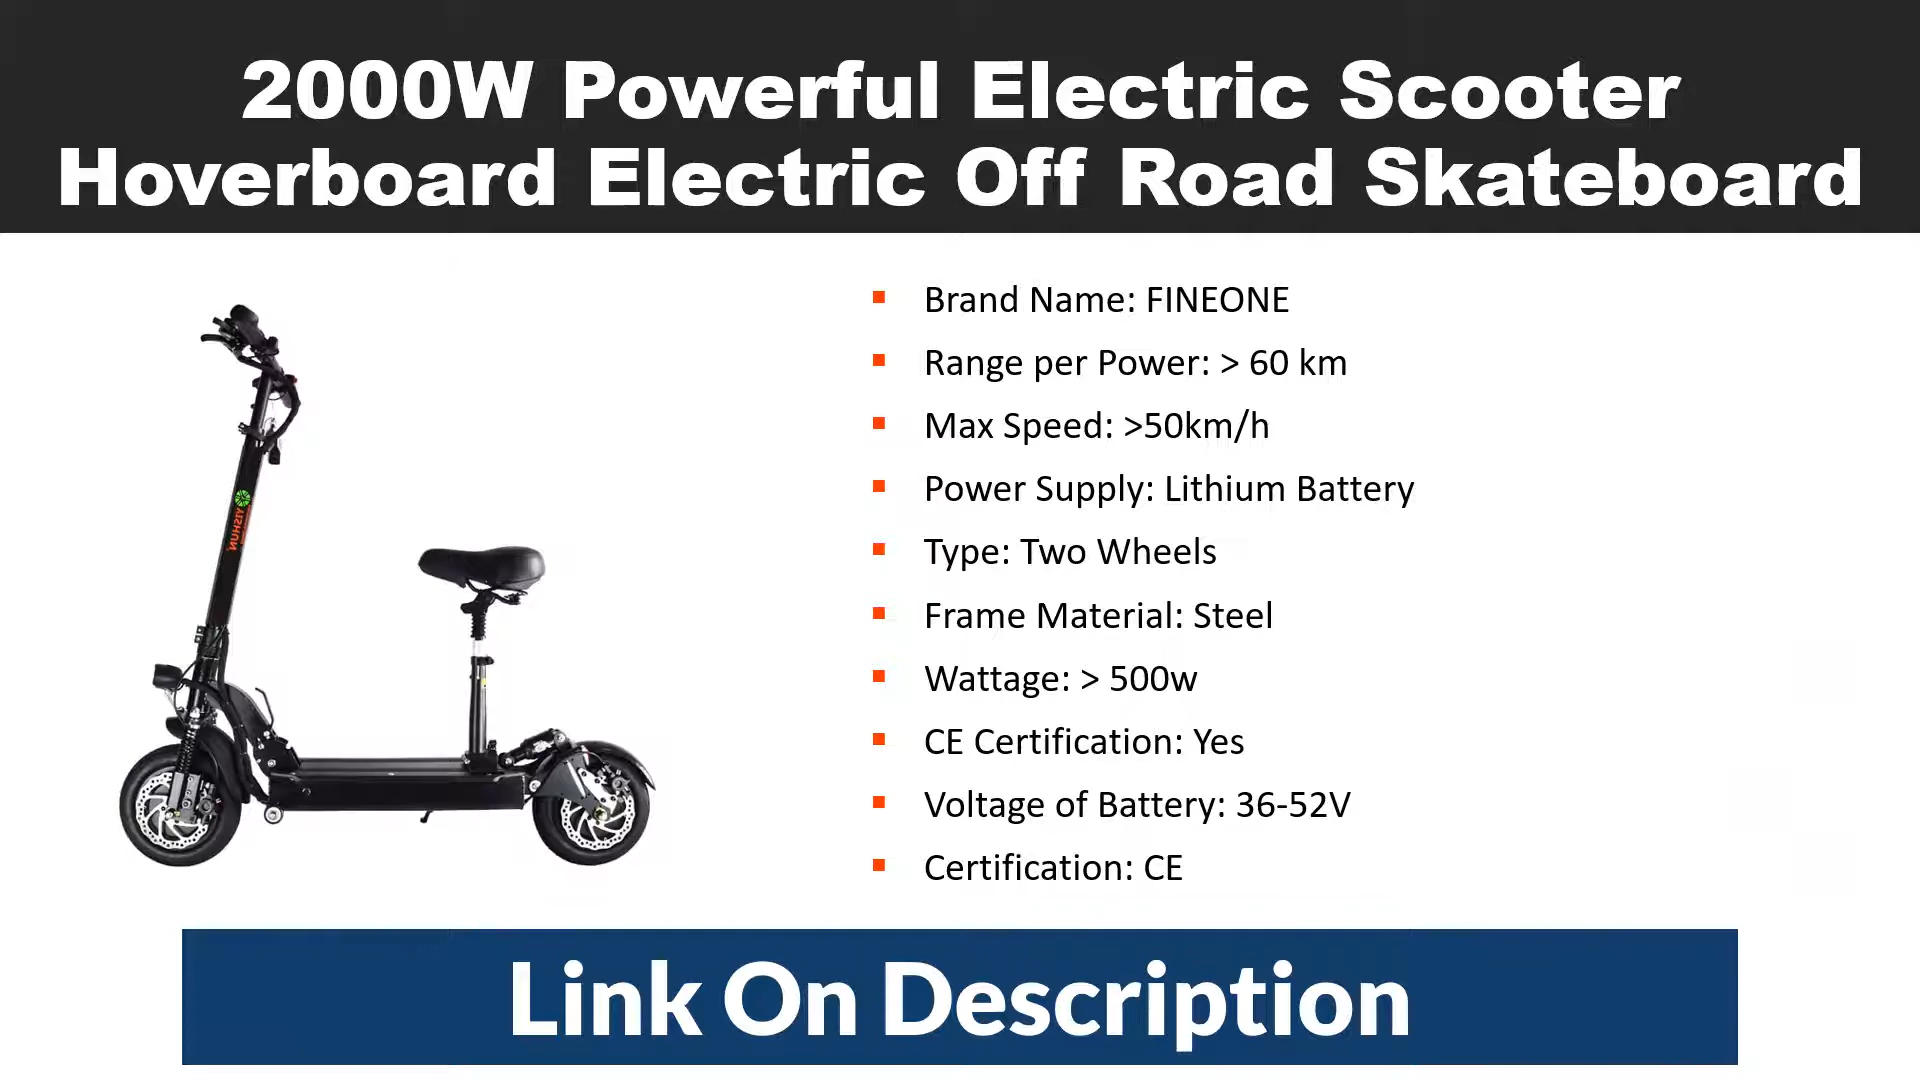 2000W Powerful Electric Scooter
Hoverboard Electric Off Road Skateboard
Brand Name: FINEONE
Range per Power: > 60 km
Max Speed: >50km/h
Power Supply: Lithium Battery
Type: Two Wheels
Frame Material: Steel
Wattage: > 500w
CE Certification: Yes
Voltage of Battery: 36-52V
Certification: CE
YISHUN
Link On Description